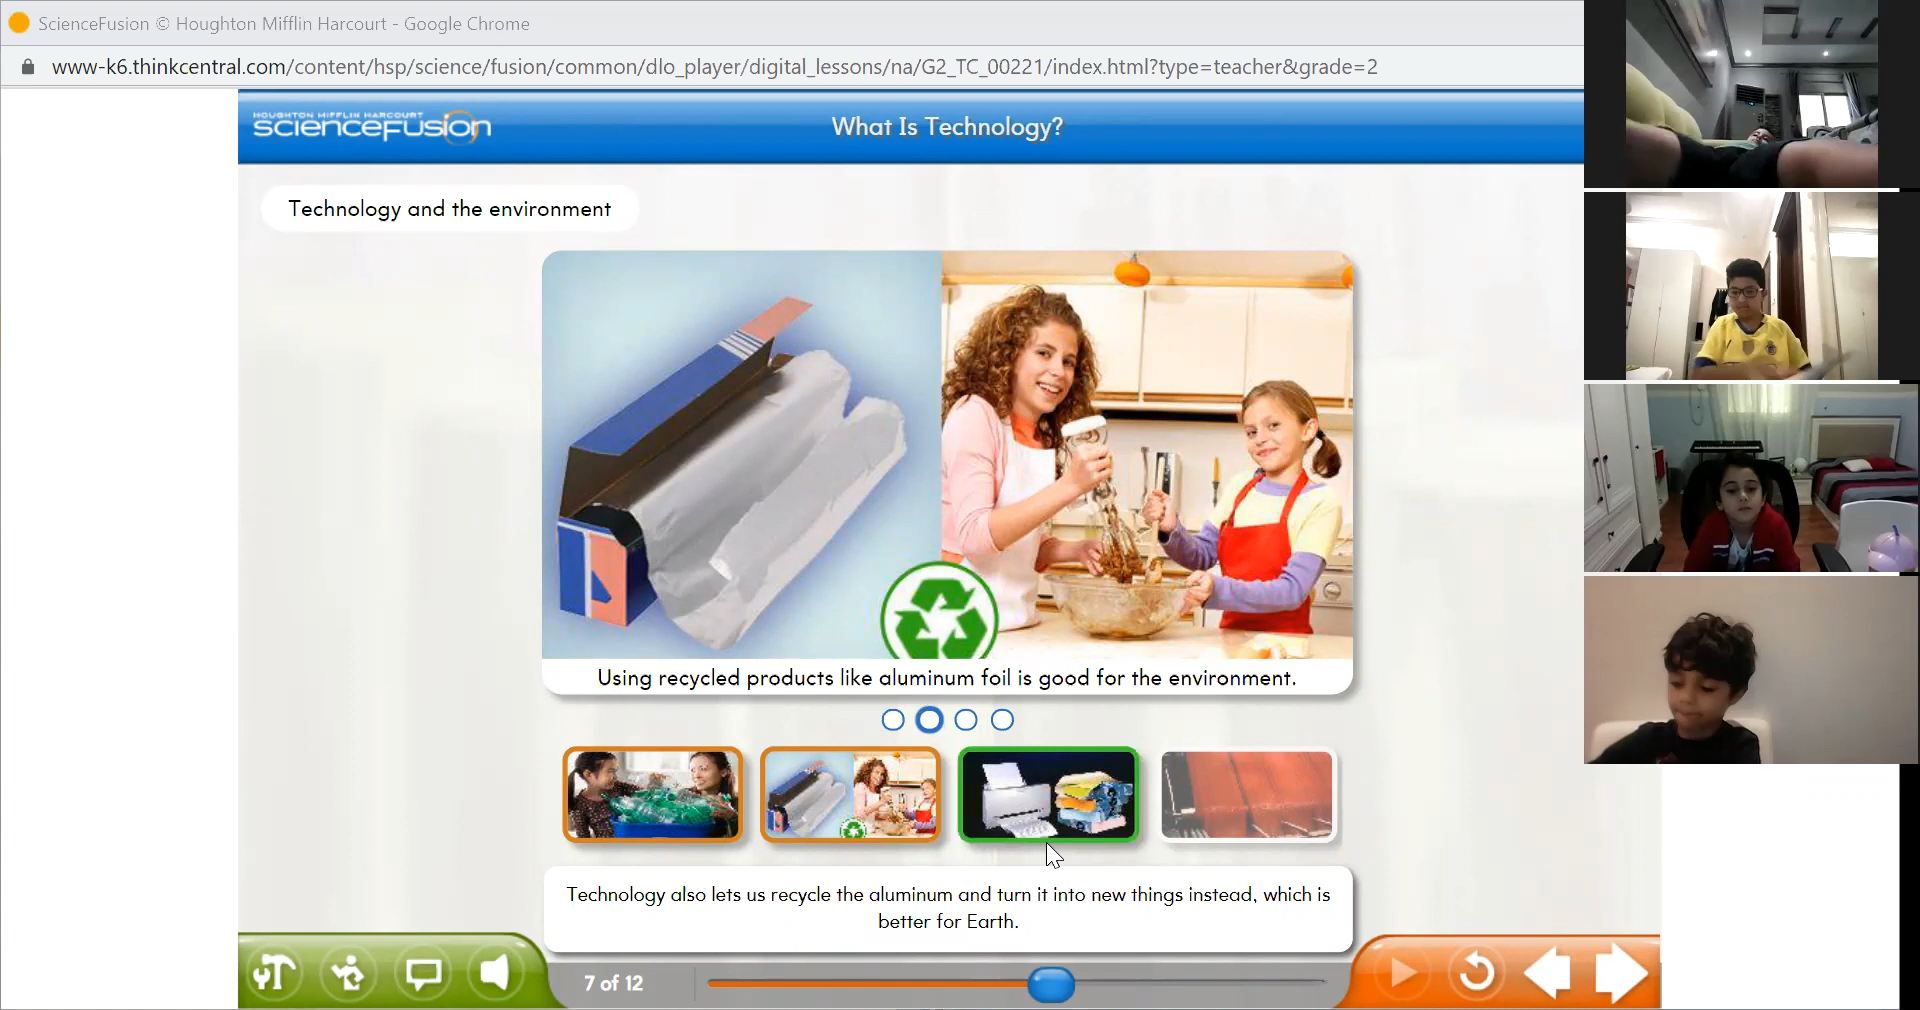 ScienceFusion © Houghton Mifflin Harcourt - Google Chrome
www-k6.thinkcentral.com/content/hsp/science/fusion/common/dlo_player/digital_lessons/na/G2_TC_00221/index.html?type=teacher&grade=2
HOUGHTON MIFFLIN HARCOURT
scienceFusion
What Is Technology?
Technology and the environment
Using recycled products like aluminum foil is good for the environment.
Technology also lets us recycle the aluminum and turn it into new things instead, which is
better for Earth.
7 of 12